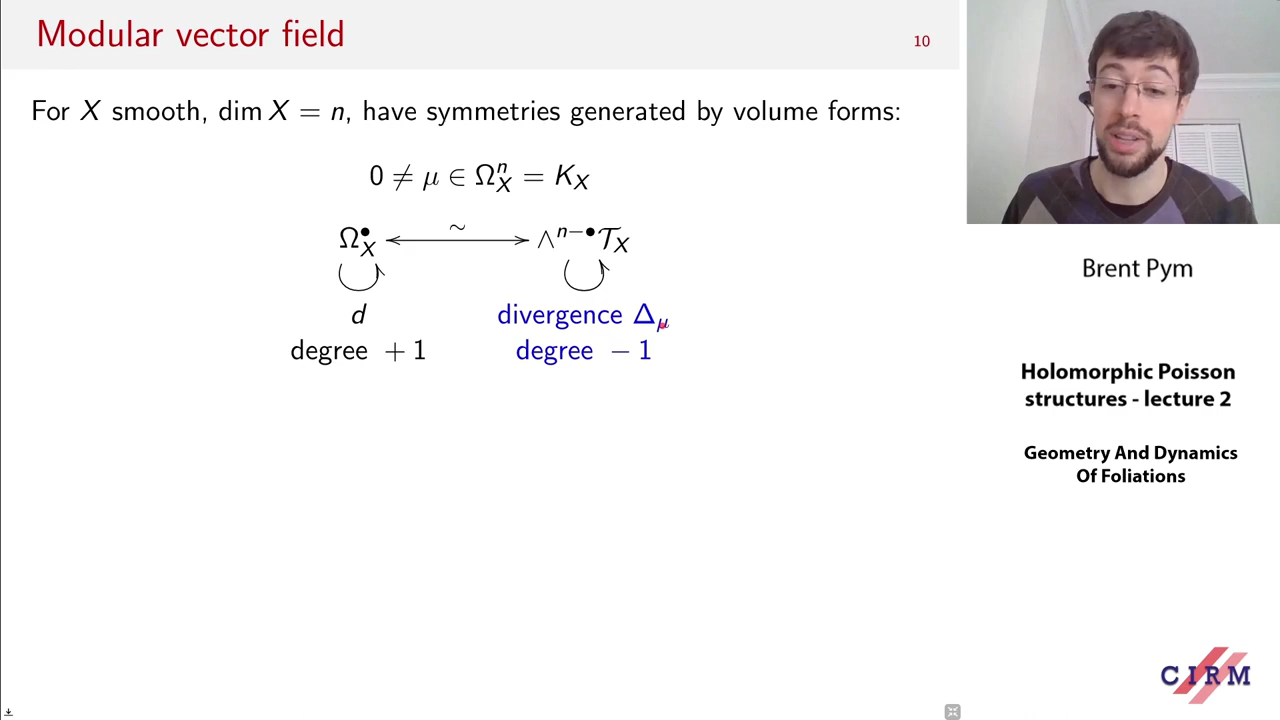 Modular vector field
10
For X smooth, dim X = n, have symmetries generated by volume forms:
0 ≠ μ ∈ Ωⁿ_X = K_X
Ω^•_X ∼ ∧^{n−•}𝒯_X
d divergence Δ_μ
degree +1 degree −1
Brent Pym
Holomorphic Poisson
structures - lecture 2
Geometry And Dynamics
Of Foliations
CIRM